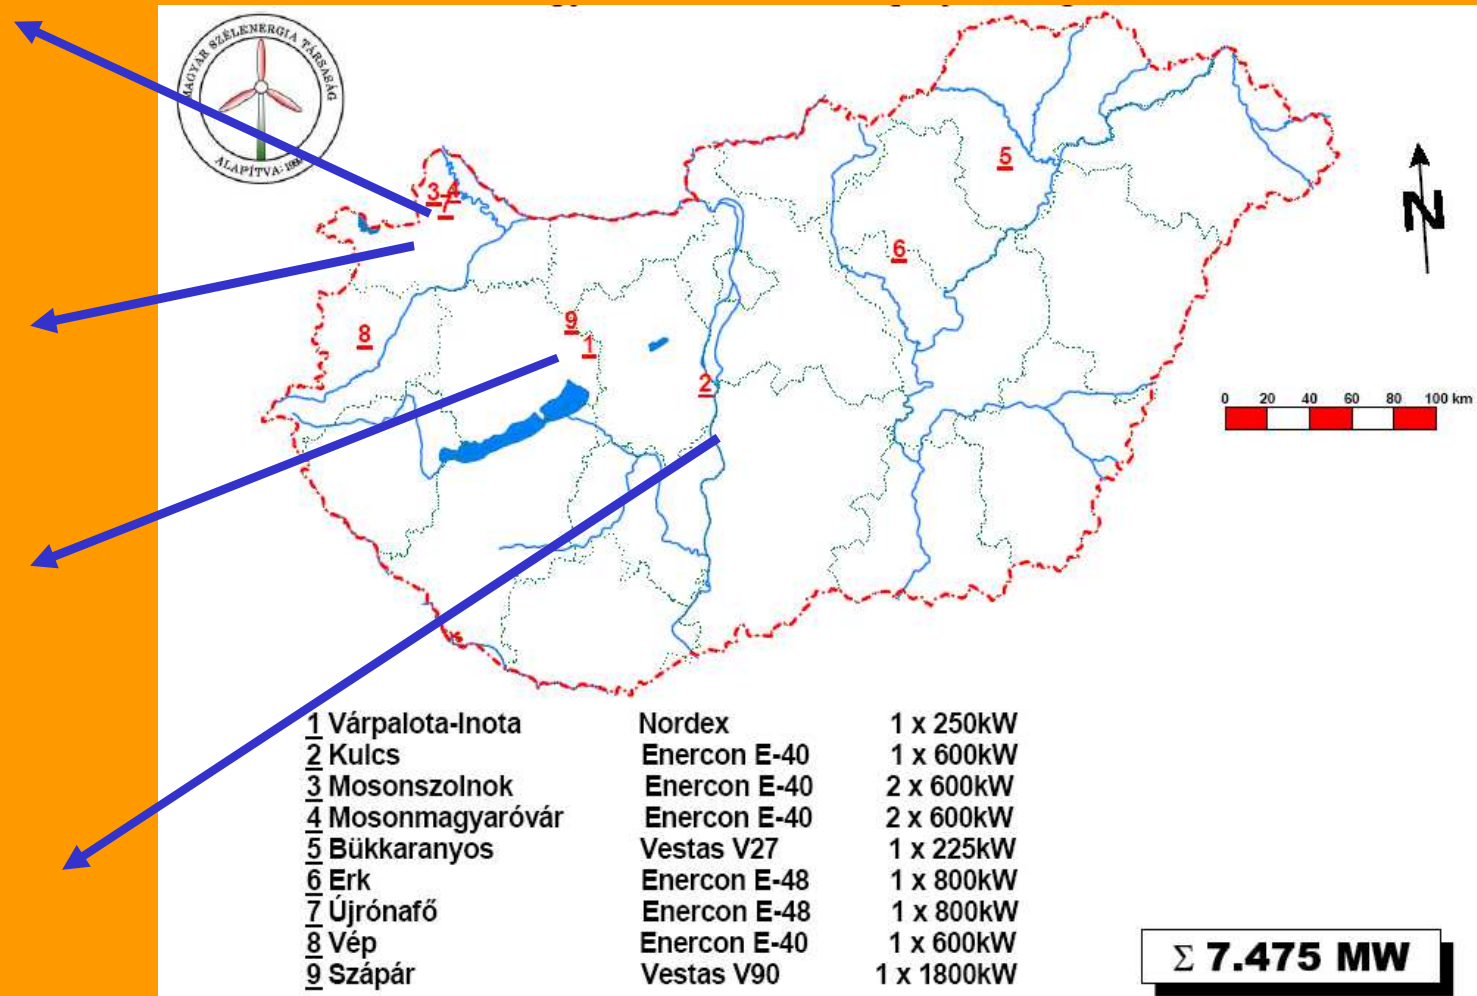 MAGYAR SZÉLENERGIA TÁRSASÁG
ALAPÍTVA:
3 4
7
5
6
N
8
9
1
2
0 20 40 60 80 100 km
1 Várpalota-Inota Nordex 1 x 250kW
2 Kulcs Enercon E-40 1 x 600kW
3 Mosonszolnok Enercon E-40 2 x 600kW
4 Mosonmagyaróvár Enercon E-40 2 x 600kW
5 Bükkaranyos Vestas V27 1 x 225kW
6 Erk Enercon E-48 1 x 800kW
7 Újrónafő Enercon E-48 1 x 800kW
8 Vép Enercon E-40 1 x 600kW
9 Szápár Vestas V90 1 x 1800kW
Σ 7.475 MW